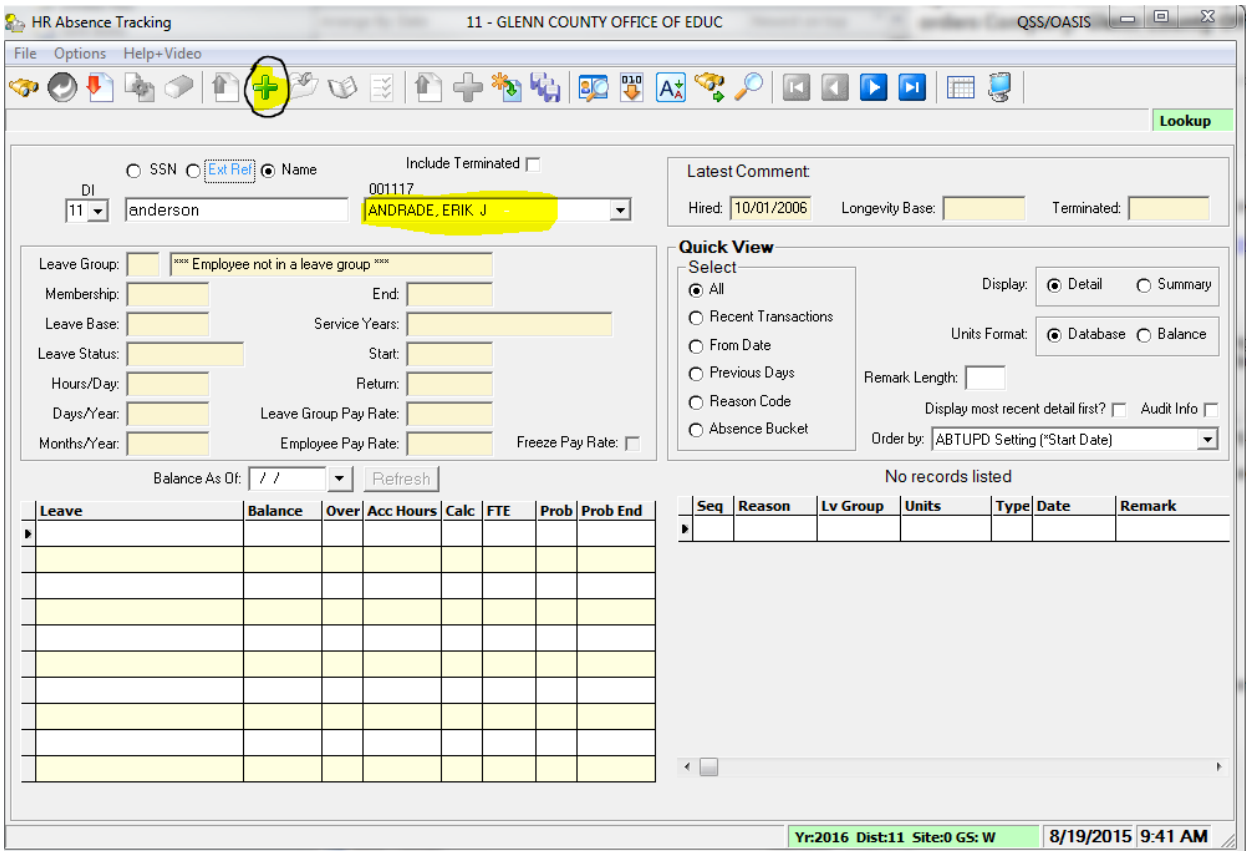 HR Absence Tracking 11 - GLENN COUNTY OFFICE OF EDUC QSS/OASIS
File Options Help+Video
Lookup
SSN Ext Ref Name Include Terminated
DI 001117
11 anderson ANDRADE, ERIK J
Latest Comment:
Hired: 10/01/2006 Longevity Base: Terminated:
Leave Group: *** Employee not in a leave group ***
Membership: End:
Leave Base: Service Years:
Leave Status: Start:
Hours/Day: Return:
Days/Year: Leave Group Pay Rate:
Months/Year: Employee Pay Rate: Freeze Pay Rate:
Quick View
Select
All
Recent Transactions
From Date
Previous Days
Reason Code
Absence Bucket
Display: Detail Summary
Units Format: Database Balance
Remark Length:
Display most recent detail first? Audit Info
Order by: ABTUPD Setting (*Start Date)
Balance As Of: / / Refresh
No records listed
Leave Balance Over Acc Hours Calc FTE Prob Prob End
Seq Reason Lv Group Units Type Date Remark
Yr:2016 Dist:11 Site:0 GS: W 8/19/2015 9:41 AM